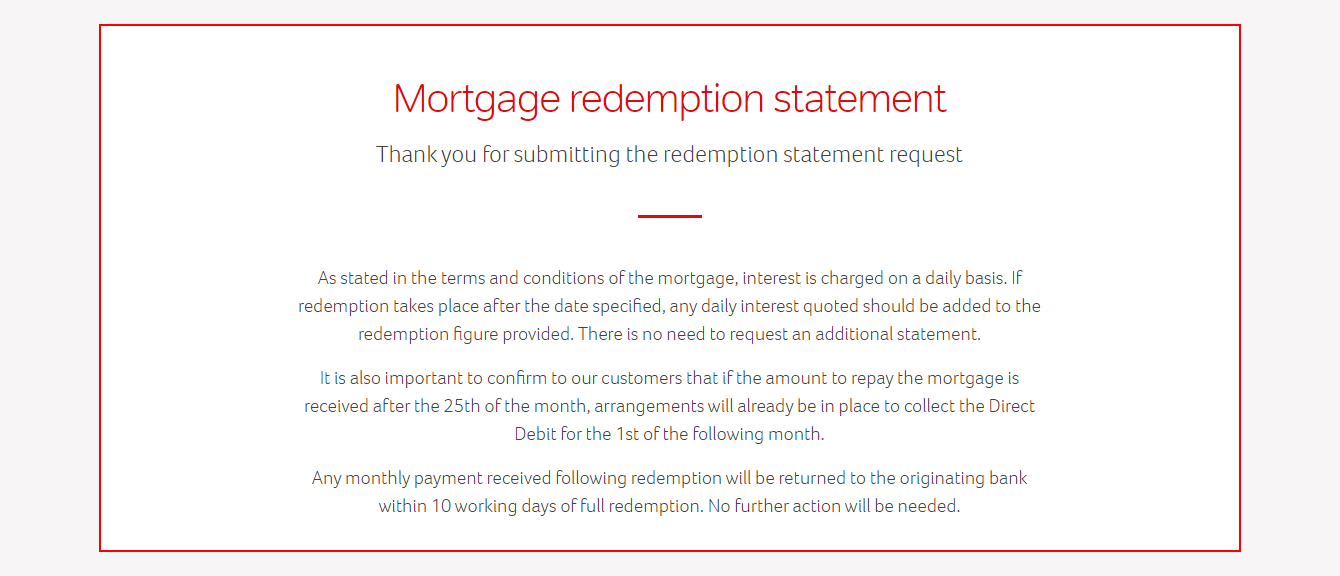 Mortgage redemption statement
Thank you for submitting the redemption statement request
As stated in the terms and conditions of the mortgage, interest is charged on a daily basis. If
redemption takes place after the date specified, any daily interest quoted should be added to the
redemption figure provided. There is no need to request an additional statement.
It is also important to confirm to our customers that if the amount to repay the mortgage is
received after the 25th of the month, arrangements will already be in place to collect the Direct
Debit for the 1st of the following month.
Any monthly payment received following redemption will be returned to the originating bank
within 10 working days of full redemption. No further action will be needed.